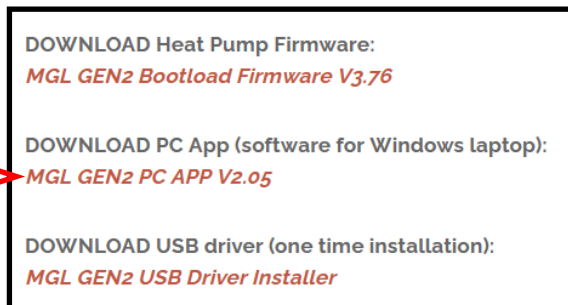 DOWNLOAD Heat Pump Firmware:
MGL GEN2 Bootload Firmware V3.76
DOWNLOAD PC App (software for Windows laptop):
MGL GEN2 PC APP V2.05
DOWNLOAD USB driver (one time installation):
MGL GEN2 USB Driver Installer